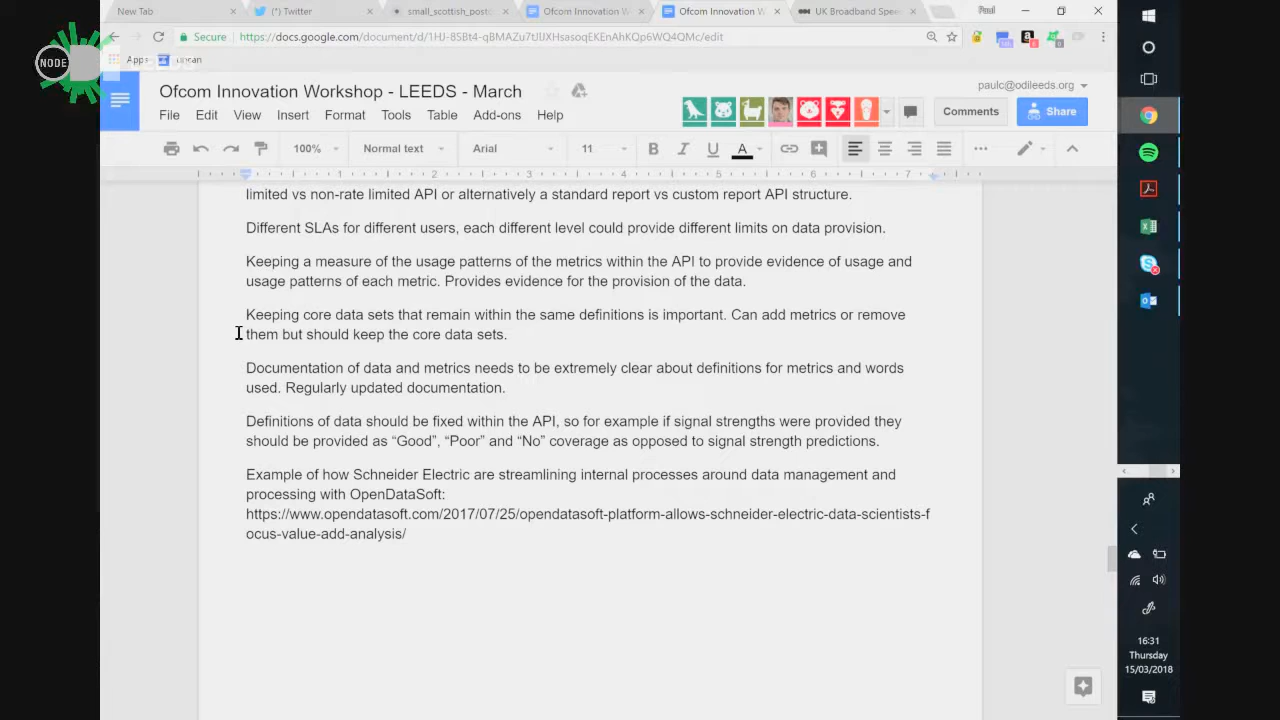 New Tab
(*) Twitter
small_scottish_post
Ofcom Innovation W
Ofcom Innovation W
UK Broadband Spee
Paul
Secure
https://docs.google.com/document/d/1HJ-8SBt4-qBMAZu7tUXHsasoqEKEnAhKQp6WQ4QMc/edit
NODE
Apps
Ofcom Innovation Workshop - LEEDS - March
paulc@odileeds.org
File Edit View Insert Format Tools Table Add-ons Help
Comments
Share
100% Normal text Arial 11
B I U A
2 3 4 5 6 7
limited vs non-rate limited API or alternatively a standard report vs custom report API structure.
Different SLAs for different users, each different level could provide different limits on data provision.
Keeping a measure of the usage patterns of the metrics within the API to provide evidence of usage and
usage patterns of each metric. Provides evidence for the provision of the data.
Keeping core data sets that remain within the same definitions is important. Can add metrics or remove
them but should keep the core data sets.
Documentation of data and metrics needs to be extremely clear about definitions for metrics and words
used. Regularly updated documentation.
Definitions of data should be fixed within the API, so for example if signal strengths were provided they
should be provided as “Good”, “Poor” and “No” coverage as opposed to signal strength predictions.
Example of how Schneider Electric are streamlining internal processes around data management and
processing with OpenDataSoft:
https://www.opendatasoft.com/2017/07/25/opendatasoft-platform-allows-schneider-electric-data-scientists-f
ocus-value-add-analysis/
16:31
Thursday
15/03/2018